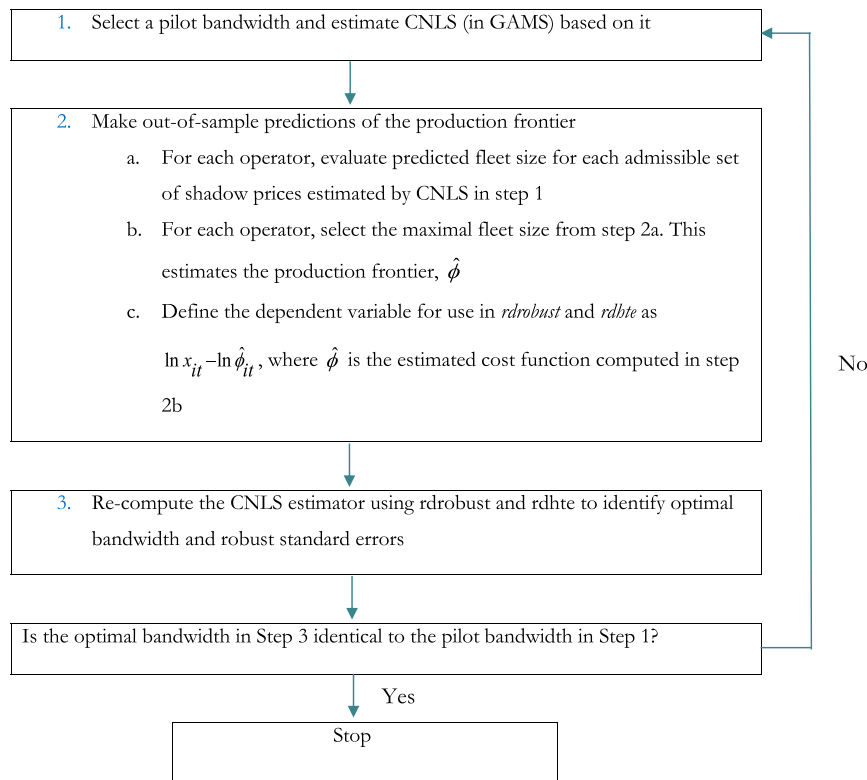 1. Select a pilot bandwidth and estimate CNLS (in GAMS) based on it
2. Make out-of-sample predictions of the production frontier
a. For each operator, evaluate predicted fleet size for each admissible set
of shadow prices estimated by CNLS in step 1
b. For each operator, select the maximal fleet size from step 2a. This
estimates the production frontier, ϕ̂
c. Define the dependent variable for use in rdrobust and rdhte as
ln x_it –ln ϕ̂_it , where ϕ̂ is the estimated cost function computed in step
2b
No
3. Re-compute the CNLS estimator using rdrobust and rdhte to identify optimal
bandwidth and robust standard errors
Is the optimal bandwidth in Step 3 identical to the pilot bandwidth in Step 1?
Yes
Stop